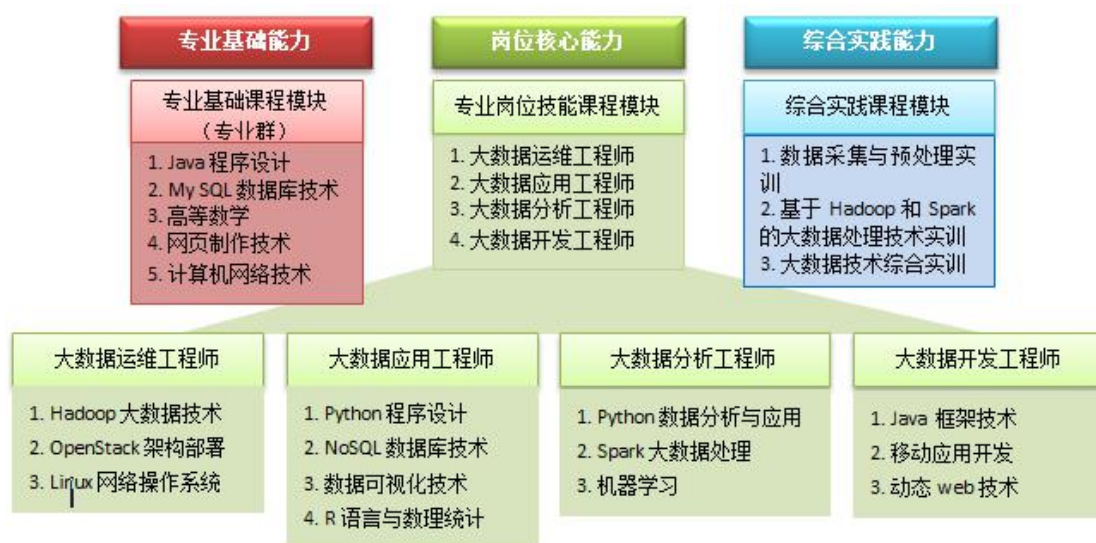 专业基础能力
岗位核心能力
综合实践能力
专业基础课程模块
（专业群）
1. Java 程序设计
2. My SQL 数据库技术
3. 高等数学
4. 网页制作技术
5. 计算机网络技术
专业岗位技能课程模块
1. 大数据运维工程师
2. 大数据应用工程师
3. 大数据分析工程师
4. 大数据开发工程师
综合实践课程模块
1. 数据采集与预处理实
训
2. 基于 Hadoop 和 Spark
的大数据处理技术实训
3. 大数据技术综合实训
大数据运维工程师
1. Hadoop 大数据技术
2. OpenStack 架构部署
3. Linux 网络操作系统
大数据应用工程师
1. Python 程序设计
2. NoSQL 数据库技术
3. 数据可视化技术
4. R 语言与数理统计
大数据分析工程师
1. Python 数据分析与应用
2. Spark 大数据处理
3. 机器学习
大数据开发工程师
1. Java 框架技术
2. 移动应用开发
3. 动态 web 技术